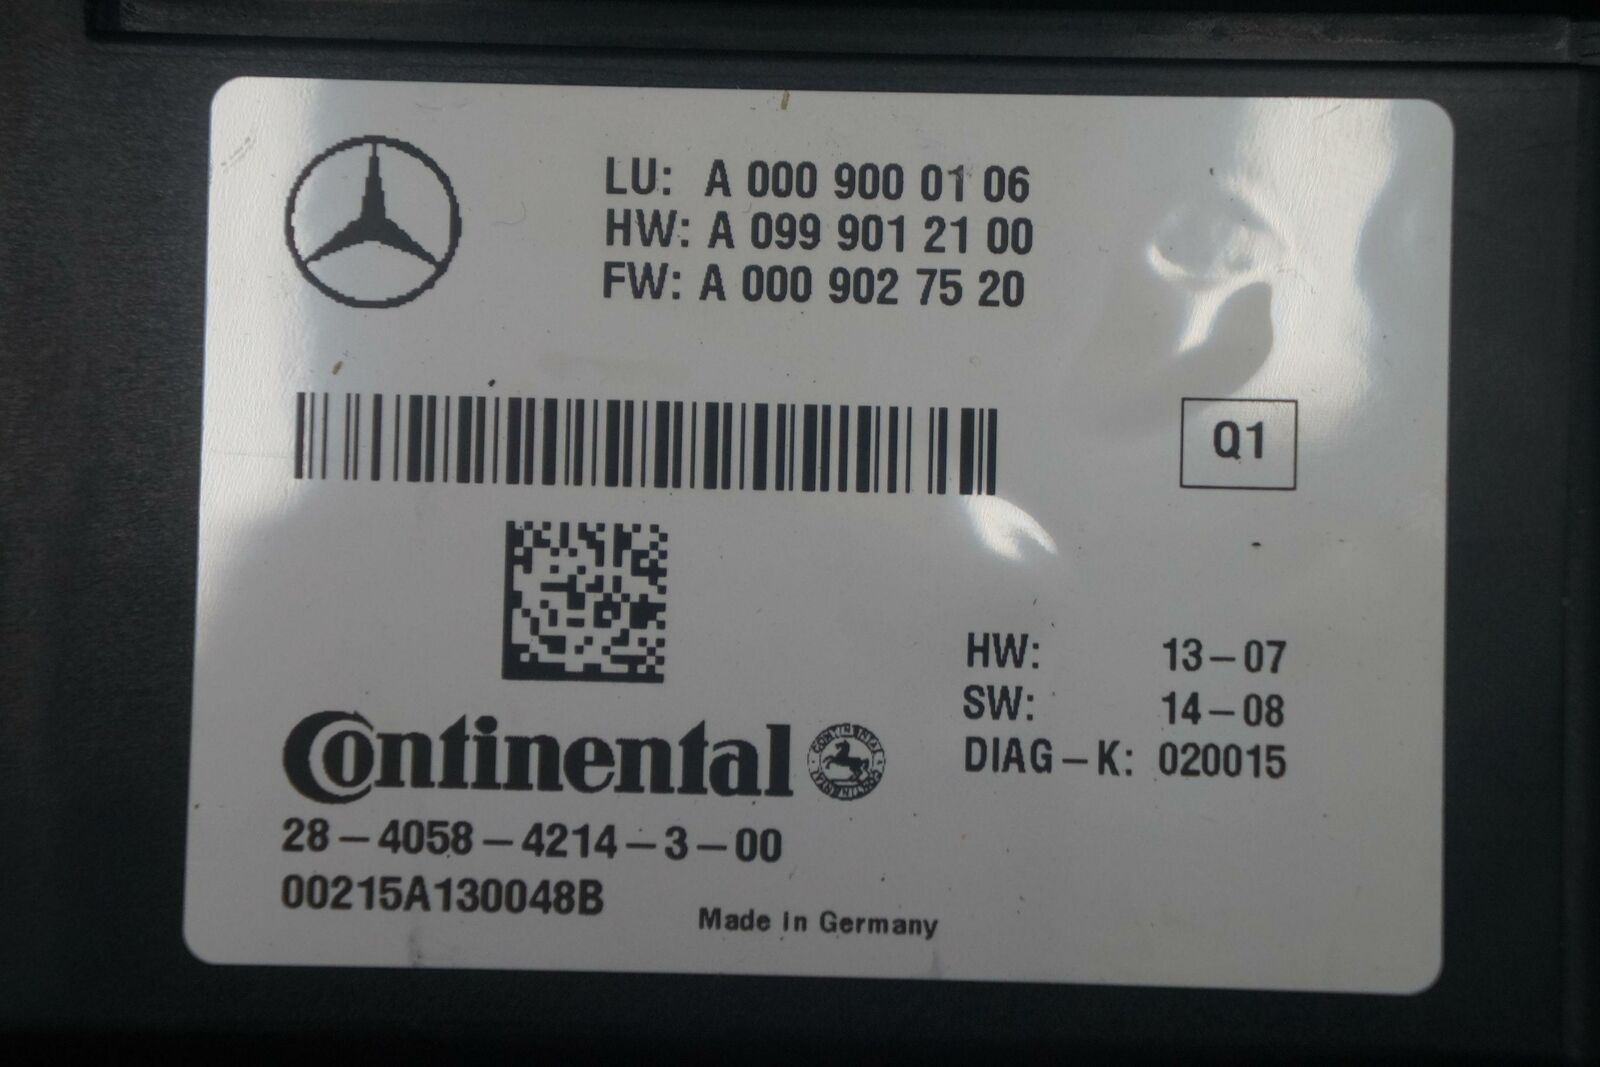 LU: A 000 900 01 06
HW: A 099 901 21 00
FW: A 000 902 75 20
Q1
HW: 13-07
SW: 14-08
DIAG-K: 020015
Continental
28-4058-4214-3-00
00215A130048B
Made in Germany